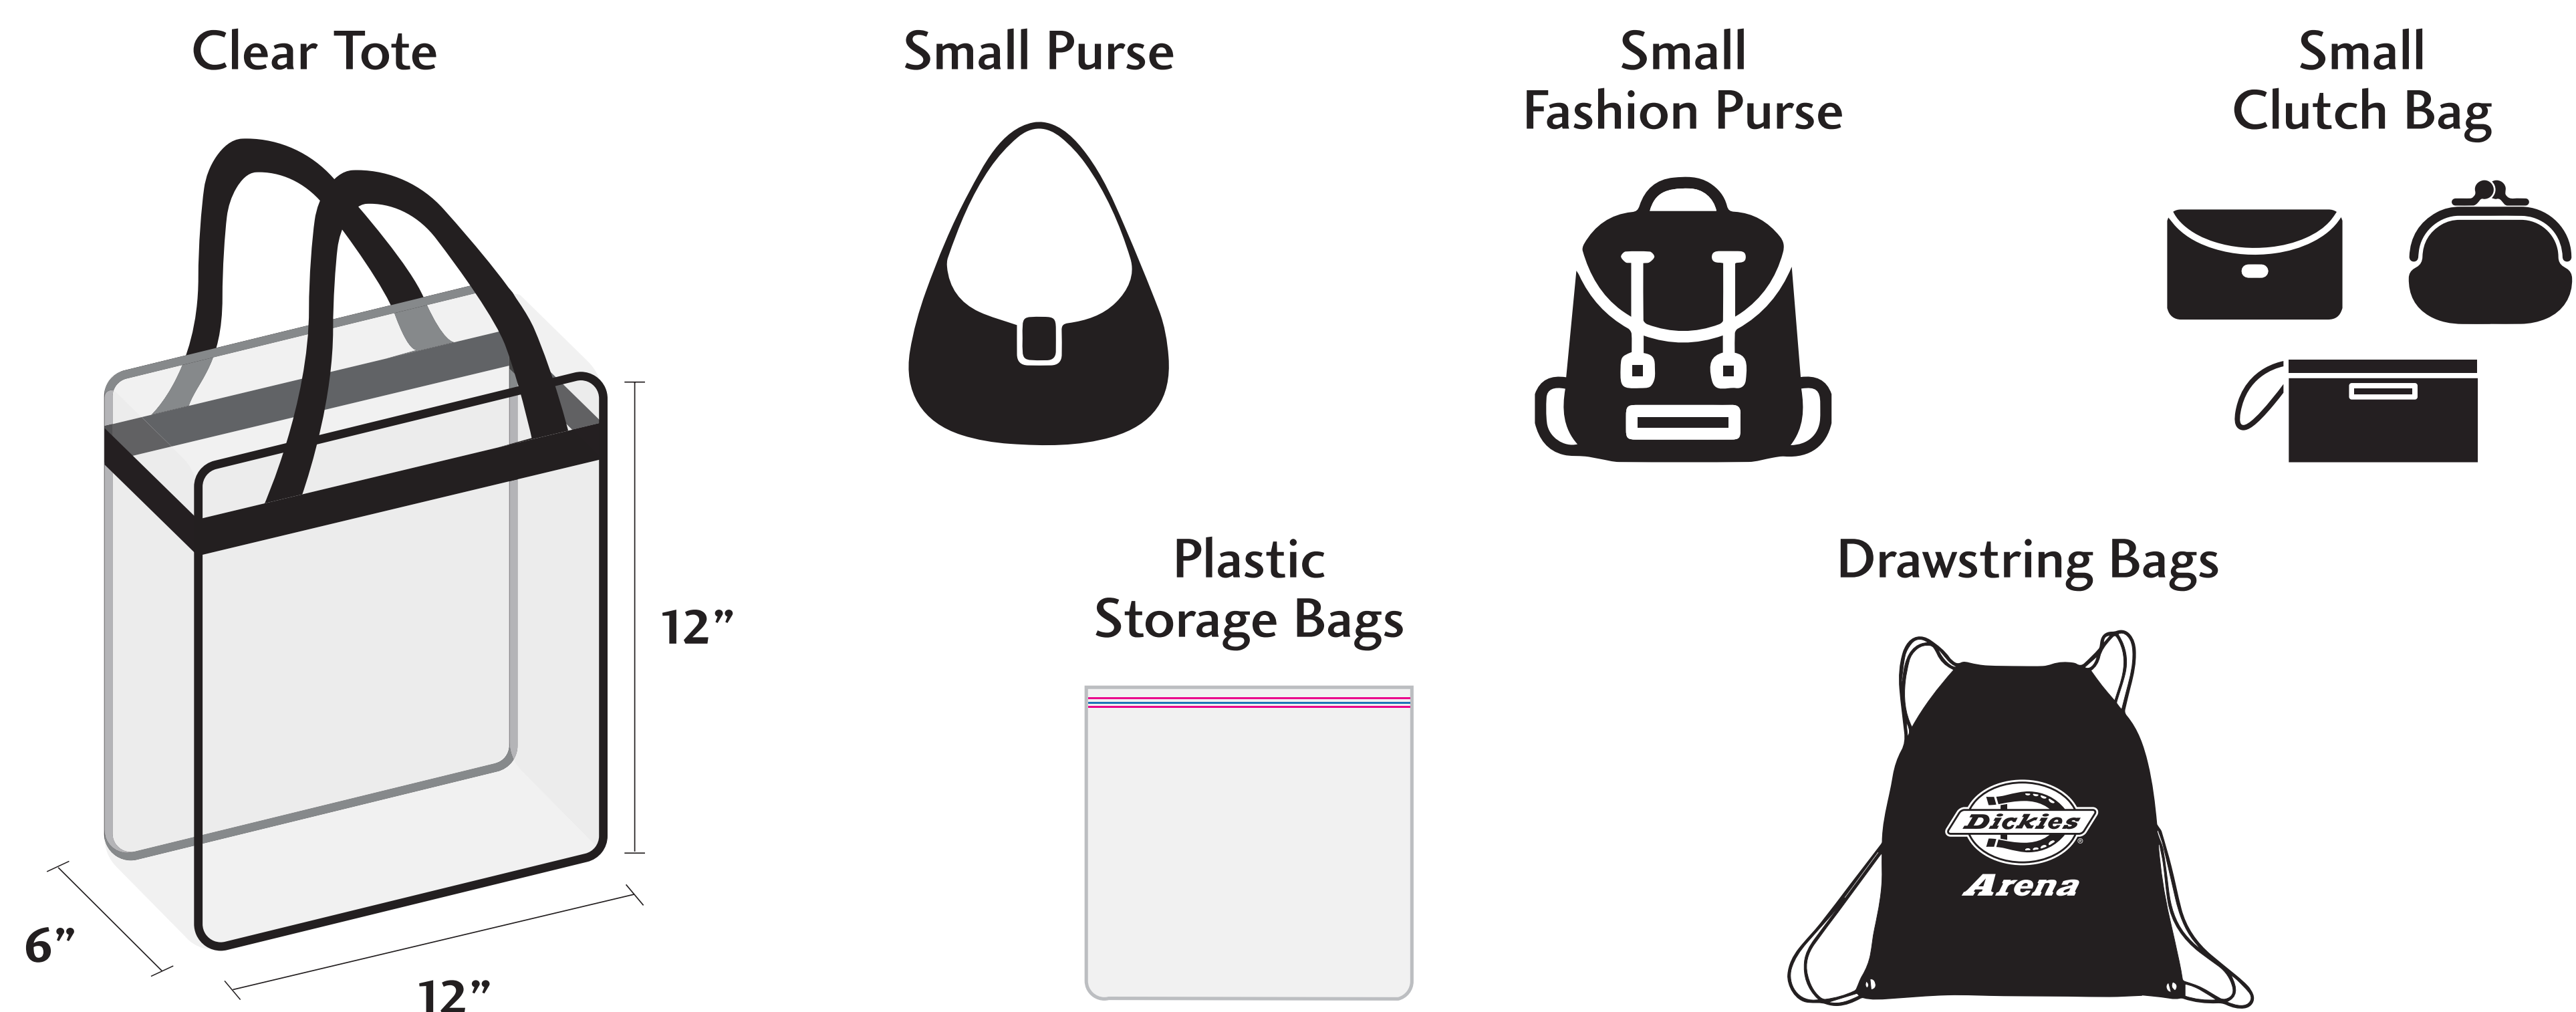 Clear Tote
12”
6”
12”
Small Purse
Small
Fashion Purse
Small
Clutch Bag
Plastic
Storage Bags
Drawstring Bags
Dickies
®
Arena